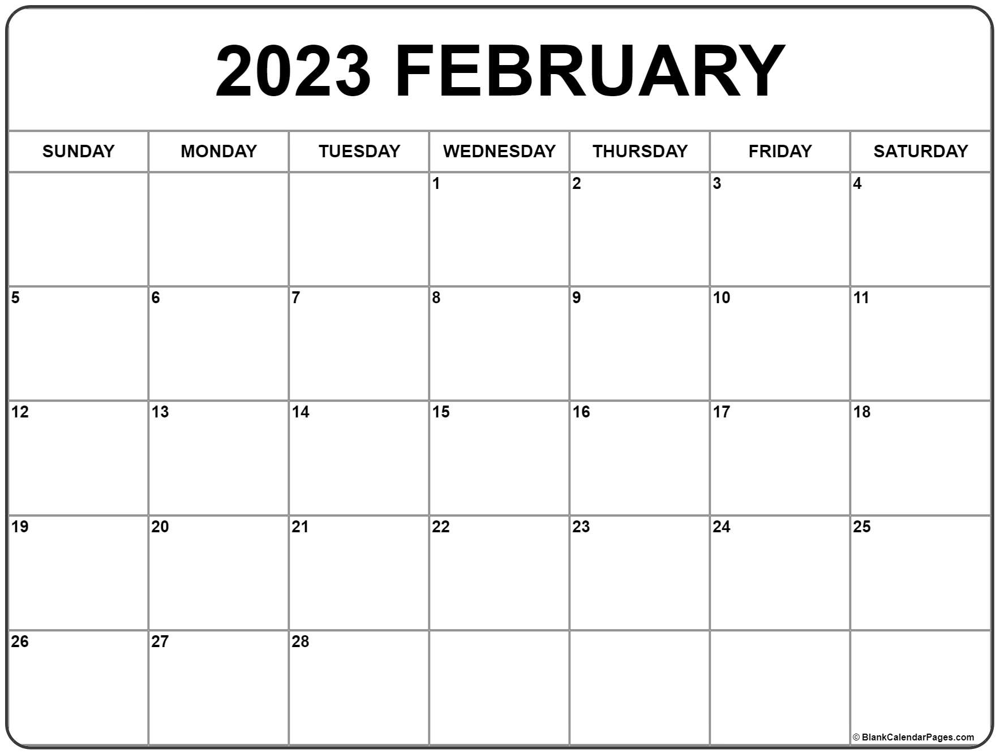 2023 FEBRUARY
SUNDAY MONDAY TUESDAY WEDNESDAY THURSDAY FRIDAY SATURDAY
1 2 3 4
5 6 7 8 9 10 11
12 13 14 15 16 17 18
19 20 21 22 23 24 25
26 27 28
© BlankCalendarPages.com